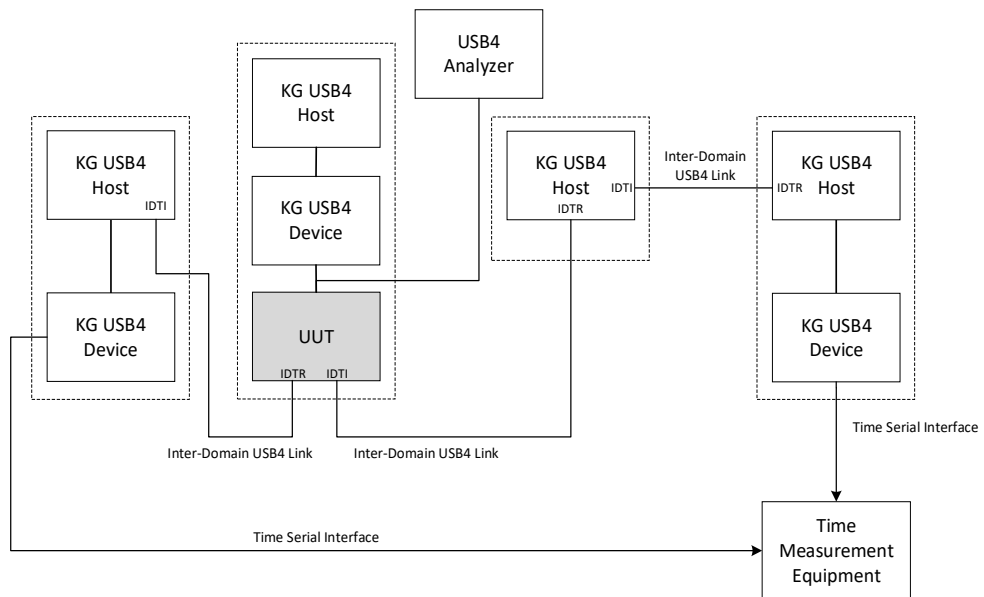 USB4
Analyzer
KG USB4
Host
KG USB4
Host
IDTI
KG USB4
Device
KG USB4
Device
UUT
IDTR
IDTI
KG USB4
Host
IDTI
IDTR
Inter-Domain
USB4 Link
KG USB4
Host
IDTR
KG USB4
Device
Inter-Domain USB4 Link
Inter-Domain USB4 Link
Time Serial Interface
Time Serial Interface
Time
Measurement
Equipment